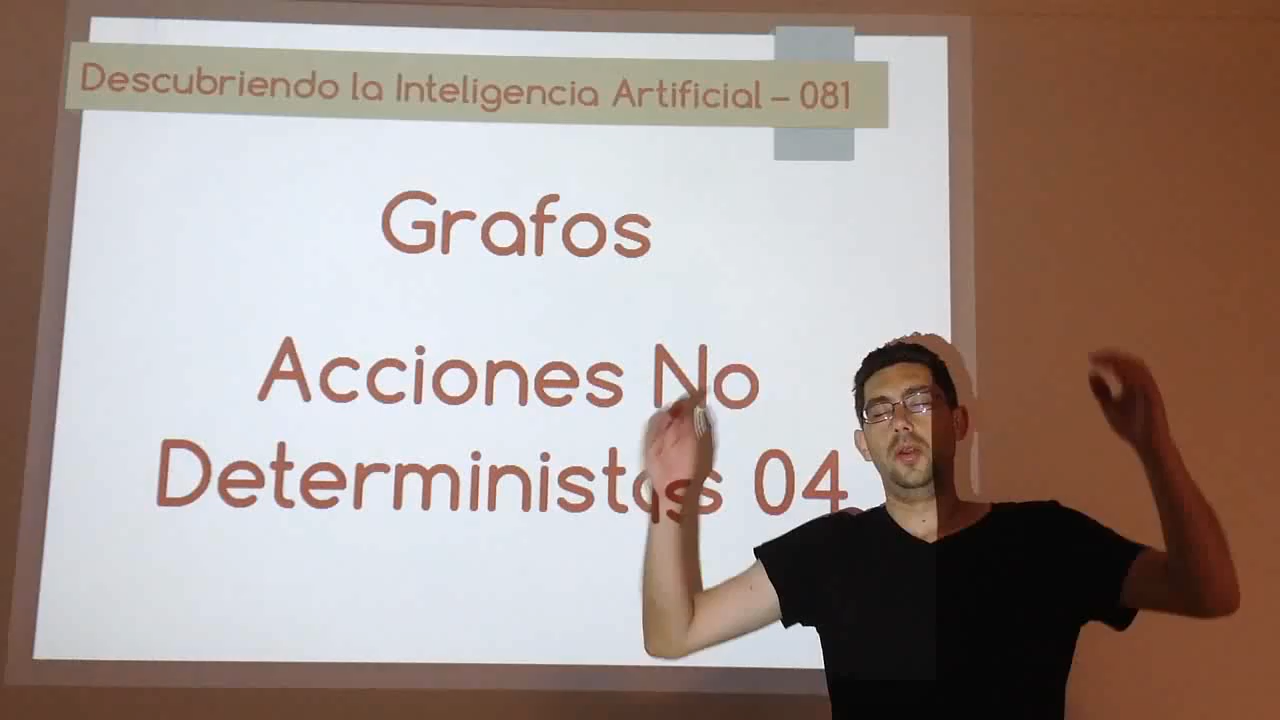 Descubriendo la Inteligencia Artificial – 081
Grafos
Acciones No
Deterministas 04